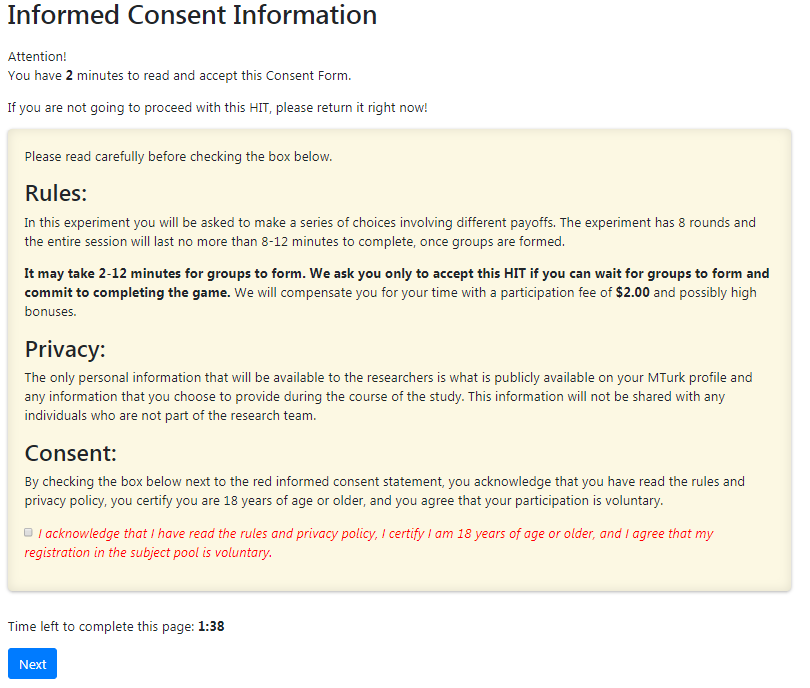 Informed Consent Information
Attention!
You have 2 minutes to read and accept this Consent Form.
If you are not going to proceed with this HIT, please return it right now!
Please read carefully before checking the box below.
Rules:
In this experiment you will be asked to make a series of choices involving different payoffs. The experiment has 8 rounds and
the entire session will last no more than 8-12 minutes to complete, once groups are formed.
It may take 2-12 minutes for groups to form. We ask you only to accept this HIT if you can wait for groups to form and
commit to completing the game. We will compensate you for your time with a participation fee of $2.00 and possibly high
bonuses.
Privacy:
The only personal information that will be available to the researchers is what is publicly available on your MTurk profile and
any information that you choose to provide during the course of the study. This information will not be shared with any
individuals who are not part of the research team.
Consent:
By checking the box below next to the red informed consent statement, you acknowledge that you have read the rules and
privacy policy, you certify you are 18 years of age or older, and you agree that your participation is voluntary.
I acknowledge that I have read the rules and privacy policy, I certify I am 18 years of age or older, and I agree that my
registration in the subject pool is voluntary.
Time left to complete this page: 1:38
Next